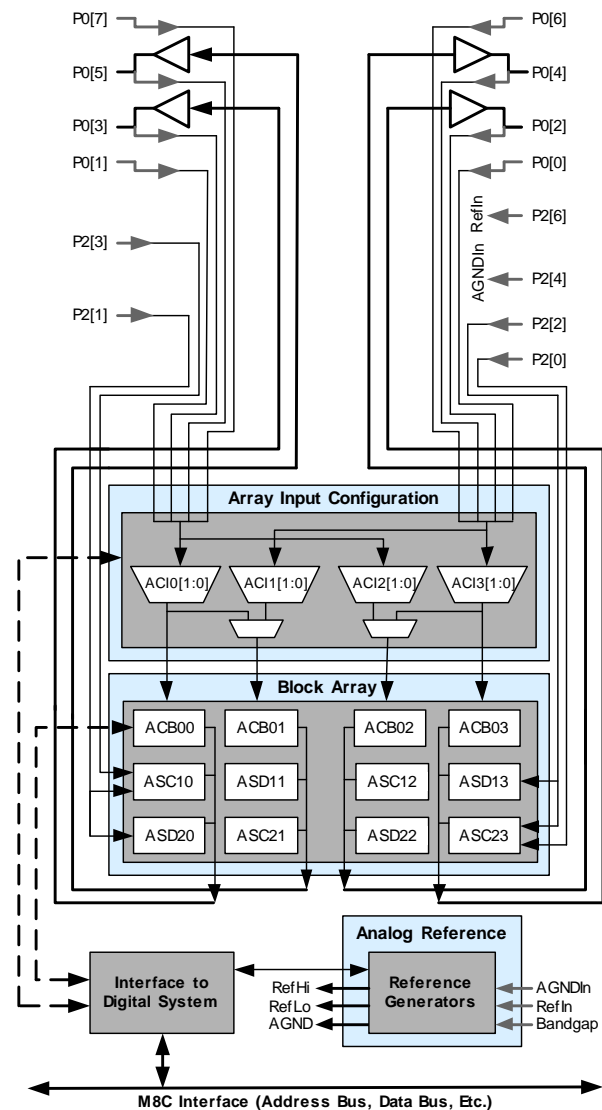 P0[7]
P0[6]
P0[5]
P0[4]
P0[3]
P0[2]
P0[1]
P0[0]
P2[6]
RefIn
AGNDIn
P2[3]
P2[4]
P2[1]
P2[2]
P2[0]
Array Input Configuration
ACI0[1:0]
ACI1[1:0]
ACI2[1:0]
ACI3[1:0]
Block Array
ACB00
ACB01
ACB02
ACB03
ASC10
ASD11
ASC12
ASD13
ASD20
ASC21
ASD22
ASC23
Analog Reference
Interface to
Digital System
Reference
Generators
RefHi
RefLo
AGND
AGNDIn
RefIn
Bandgap
M8C Interface (Address Bus, Data Bus, Etc.)